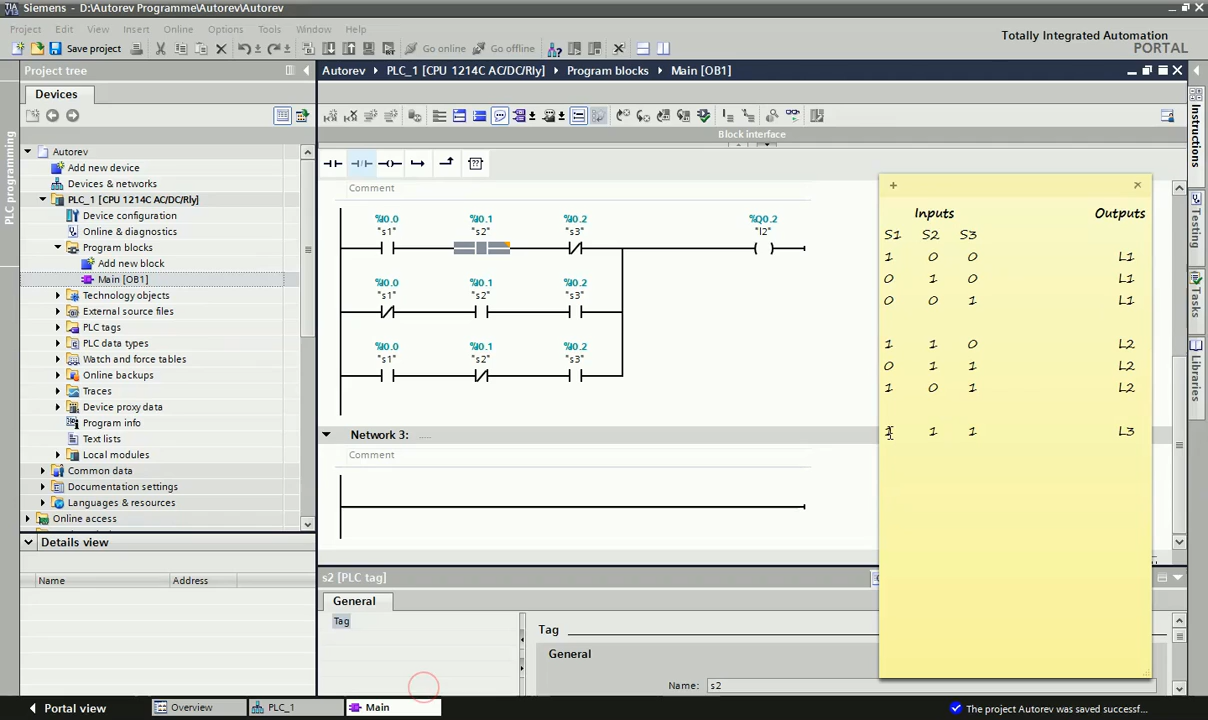 Siemens - D:\Autorev Programme\Autorev\Autorev
Project Edit View Insert Online Options Tools Window Help
Totally Integrated Automation
PORTAL
Save project Go online Go offline
Project tree
Autorev PLC_1 [CPU 1214C AC/DC/Rly] Program blocks Main [OB1]
Devices
PLC programming
Block interface
Autorev
Add new device
Devices & networks
PLC_1 [CPU 1214C AC/DC/Rly]
Device configuration
Online & diagnostics
Program blocks
Add new block
Main [OB1]
Technology objects
External source files
PLC tags
PLC data types
Watch and force tables
Online backups
Traces
Device proxy data
Program info
Text lists
Local modules
Common data
Documentation settings
Languages & resources
Online access
Details view
Name Address
Comment
%I0.0 %I0.1 %I0.2 %Q0.2
"s1" "s2" "s3" "l2"
%I0.0 %I0.1 %I0.2
"s1" "s2" "s3"
%I0.0 %I0.1 %I0.2
"s1" "s2" "s3"
Network 3: .....
Comment
Inputs Outputs
S1 S2 S3
1 0 0 L1
0 1 0 L1
0 0 1 L1
1 1 0 L2
0 1 1 L2
1 0 1 L2
1 1 1 L3
Instructions
Testing
Tasks
Libraries
s2 [PLC tag]
General
Tag
Tag
General
Name: s2
Portal view Overview PLC_1 Main
The project Autorev was saved successf...